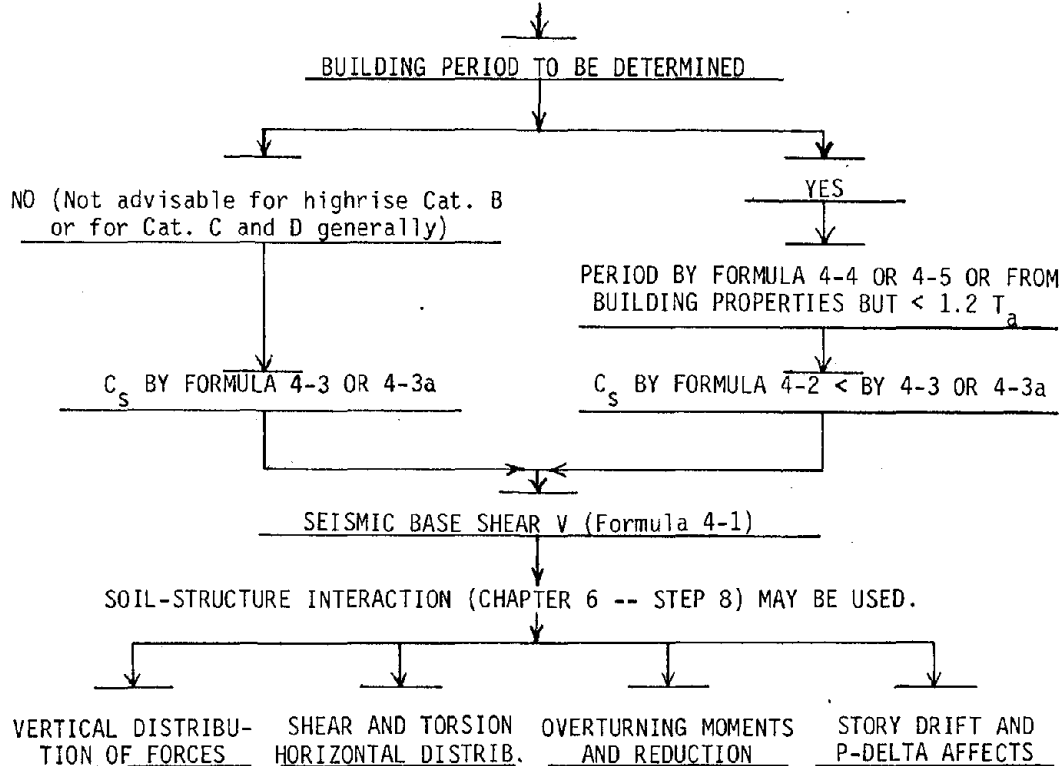 BUILDING PERIOD TO BE DETERMINED
NO (Not advisable for highrise Cat. B
or for Cat. C and D generally)
YES
PERIOD BY FORMULA 4-4 OR 4-5 OR FROM
BUILDING PROPERTIES BUT < 1.2 Ta
Cs BY FORMULA 4-3 OR 4-3a
Cs BY FORMULA 4-2 < BY 4-3 OR 4-3a
SEISMIC BASE SHEAR V (Formula 4-1)
SOIL-STRUCTURE INTERACTION (CHAPTER 6 -- STEP 8) MAY BE USED.
VERTICAL DISTRIBU-
TION OF FORCES
SHEAR AND TORSION
HORIZONTAL DISTRIB.
OVERTURNING MOMENTS
AND REDUCTION
STORY DRIFT AND
P-DELTA AFFECTS